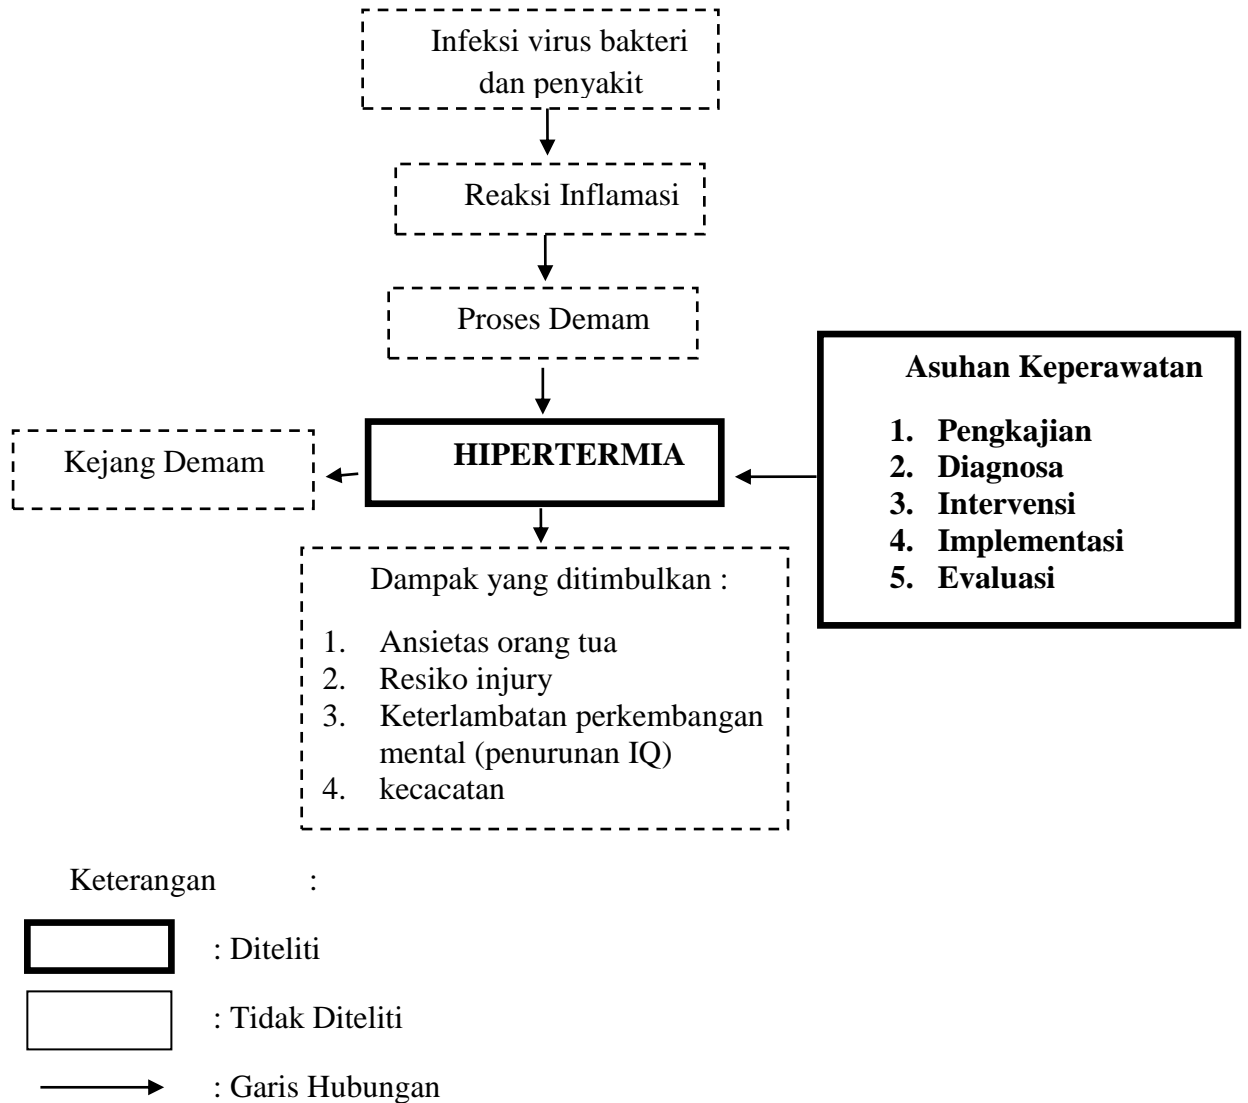 Infeksi virus bakteri
dan penyakit
Reaksi Inflamasi
Proses Demam
HIPERTERMIA
Kejang Demam
Asuhan Keperawatan
1. Pengkajian
2. Diagnosa
3. Intervensi
4. Implementasi
5. Evaluasi
Dampak yang ditimbulkan :
1. Ansietas orang tua
2. Resiko injury
3. Keterlambatan perkembangan
mental (penurunan IQ)
4. kecacatan
Keterangan :
: Diteliti
: Tidak Diteliti
: Garis Hubungan